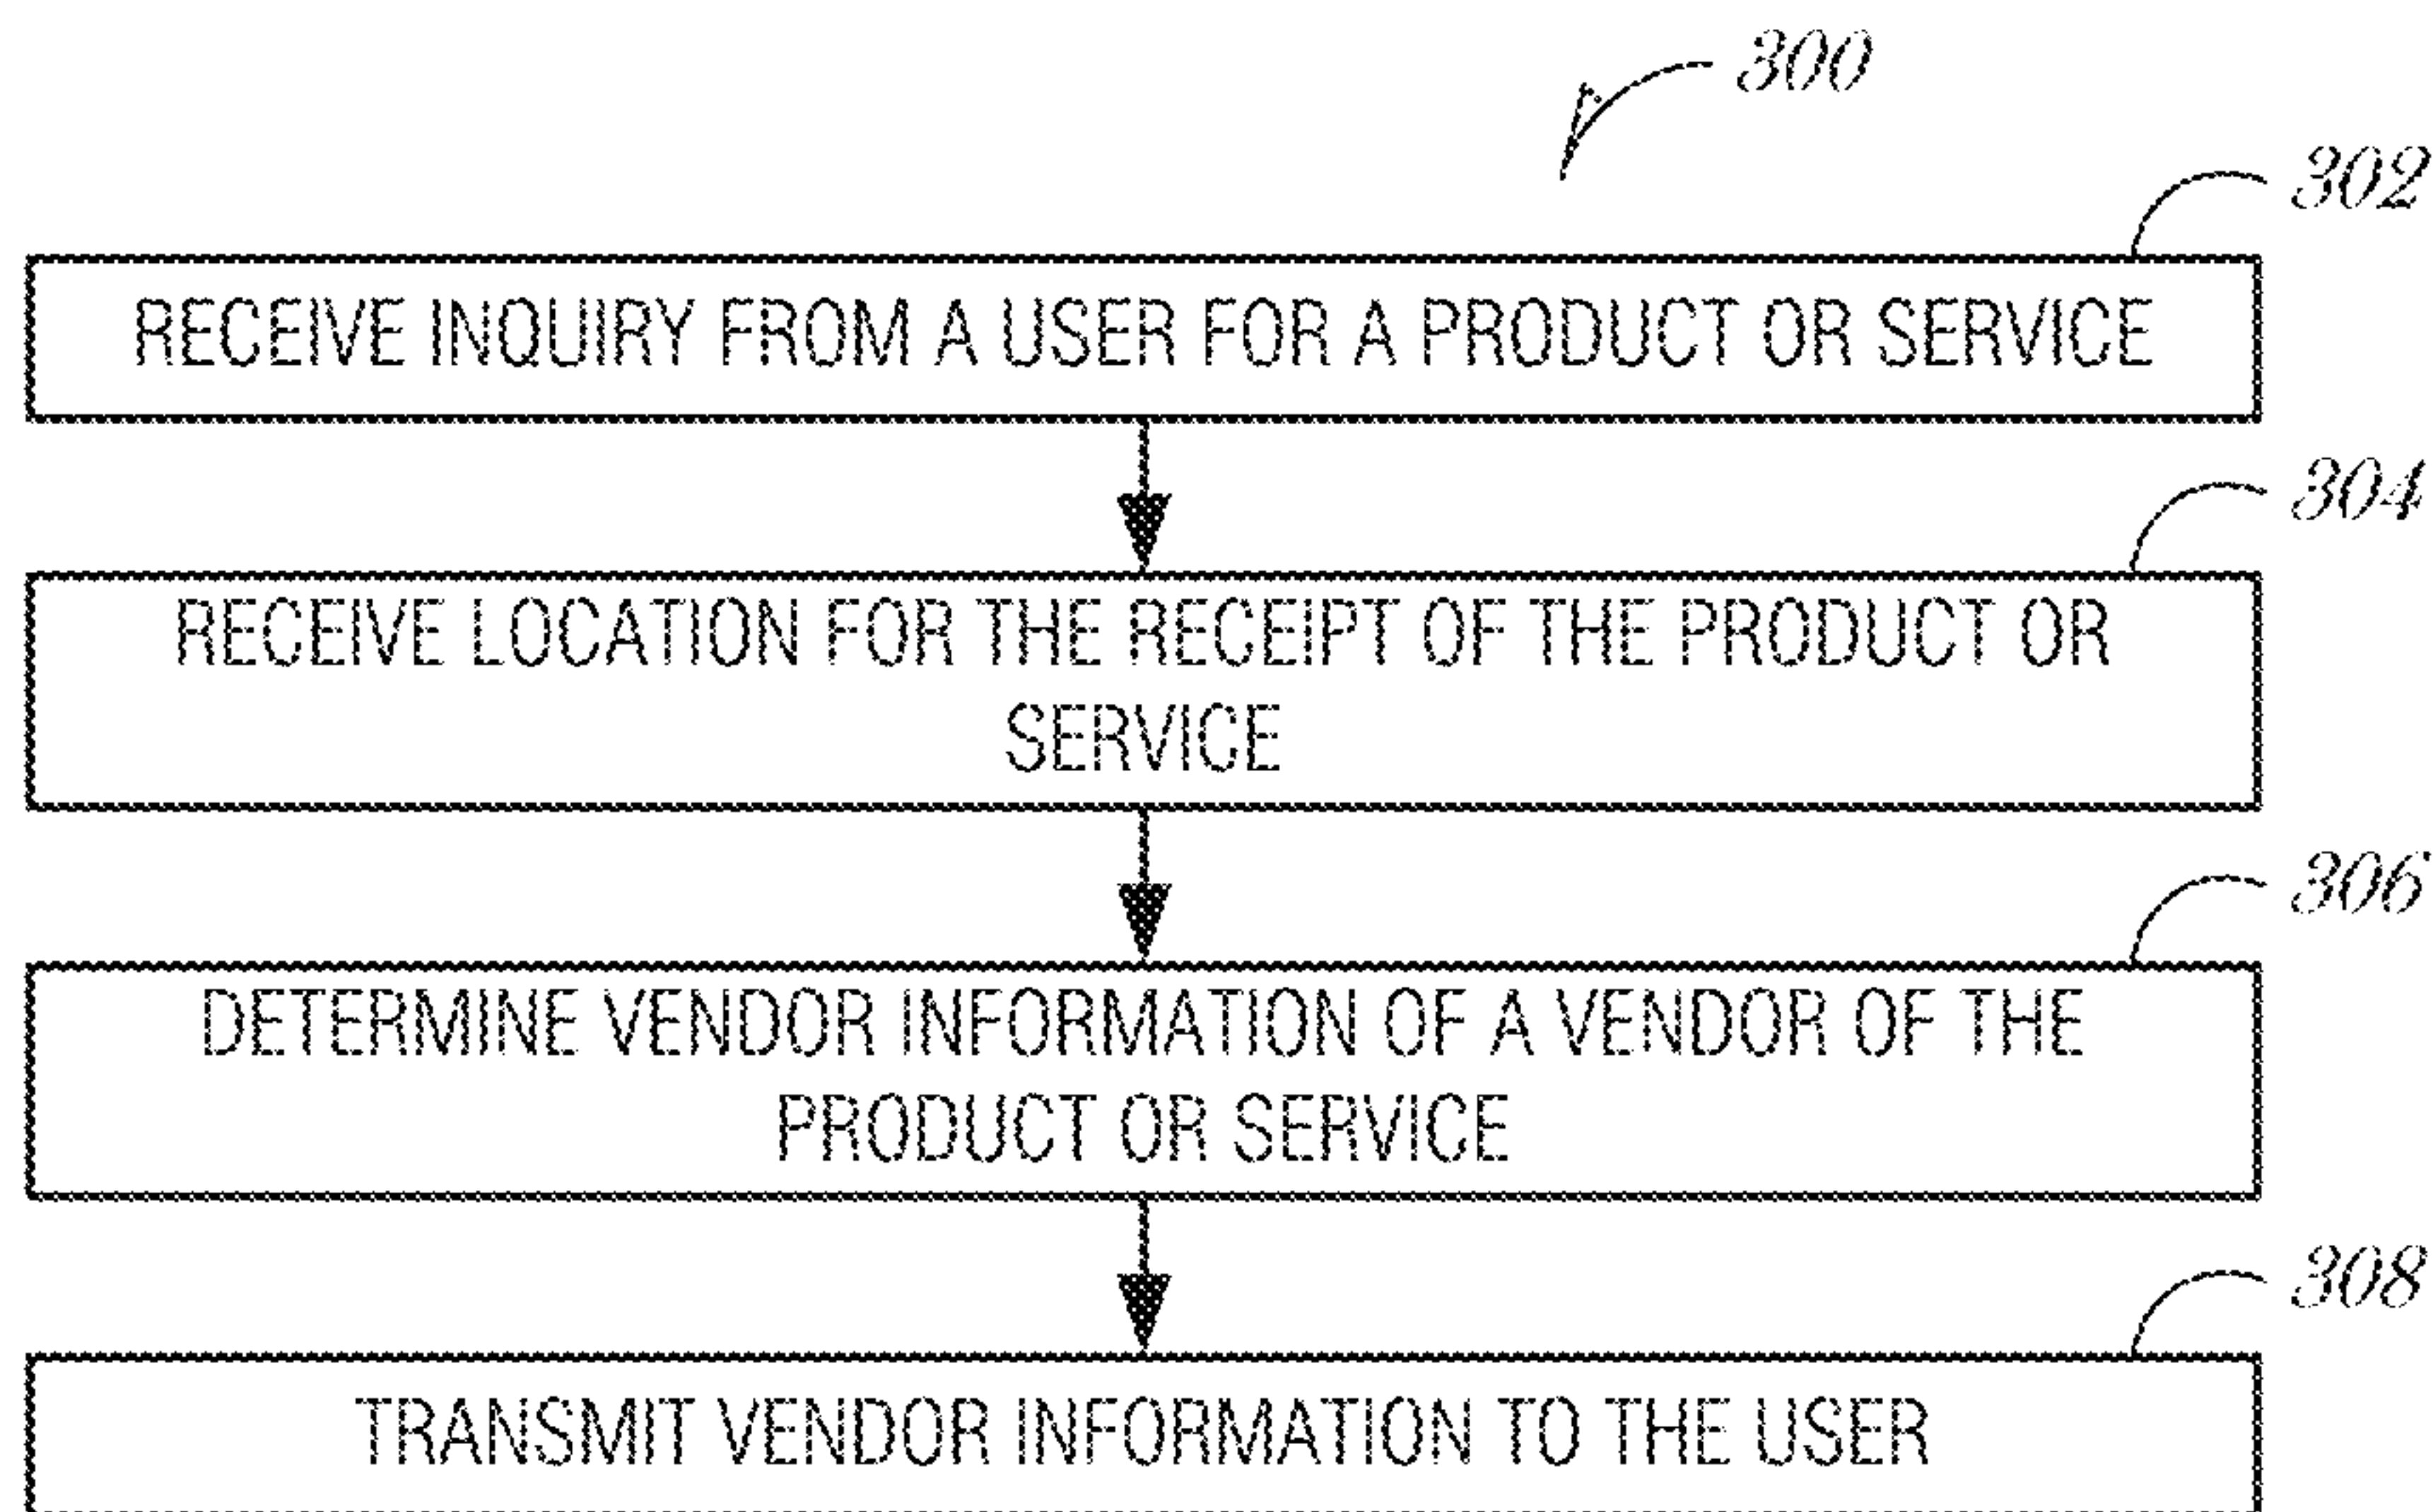 300
302
RECEIVE INQUIRY FROM A USER FOR A PRODUCT OR SERVICE
304
RECEIVE LOCATION FOR THE RECEIPT OF THE PRODUCT OR
SERVICE
306
DETERMINE VENDOR INFORMATION OF A VENDOR OF THE
PRODUCT OR SERVICE
308
TRANSMIT VENDOR INFORMATION TO THE USER